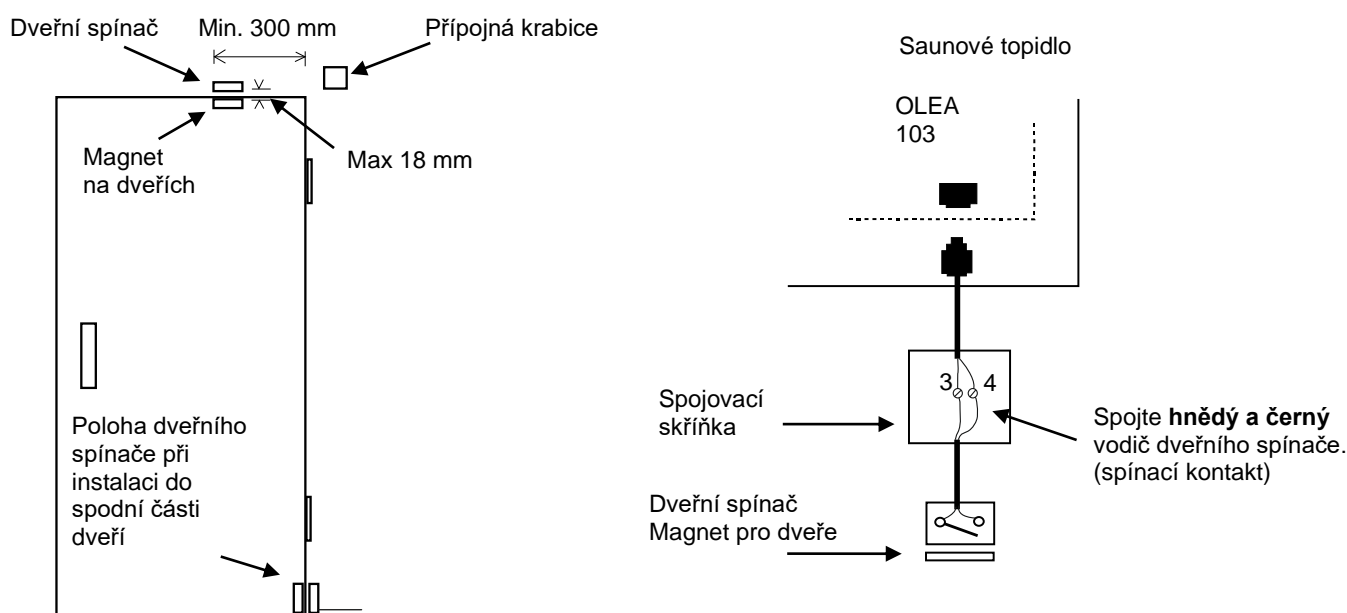 Dveřní spínač
Min. 300 mm
Přípojná krabice
Magnet
na dveřích
Max 18 mm
Poloha dveřního
spínače při
instalaci do
spodní části
dveří
Saunové topidlo
OLEA
103
3 4
Spojovací
skříňka
Spojte hnědý a černý
vodič dveřního spínače.
(spínací kontakt)
Dveřní spínač
Magnet pro dveře